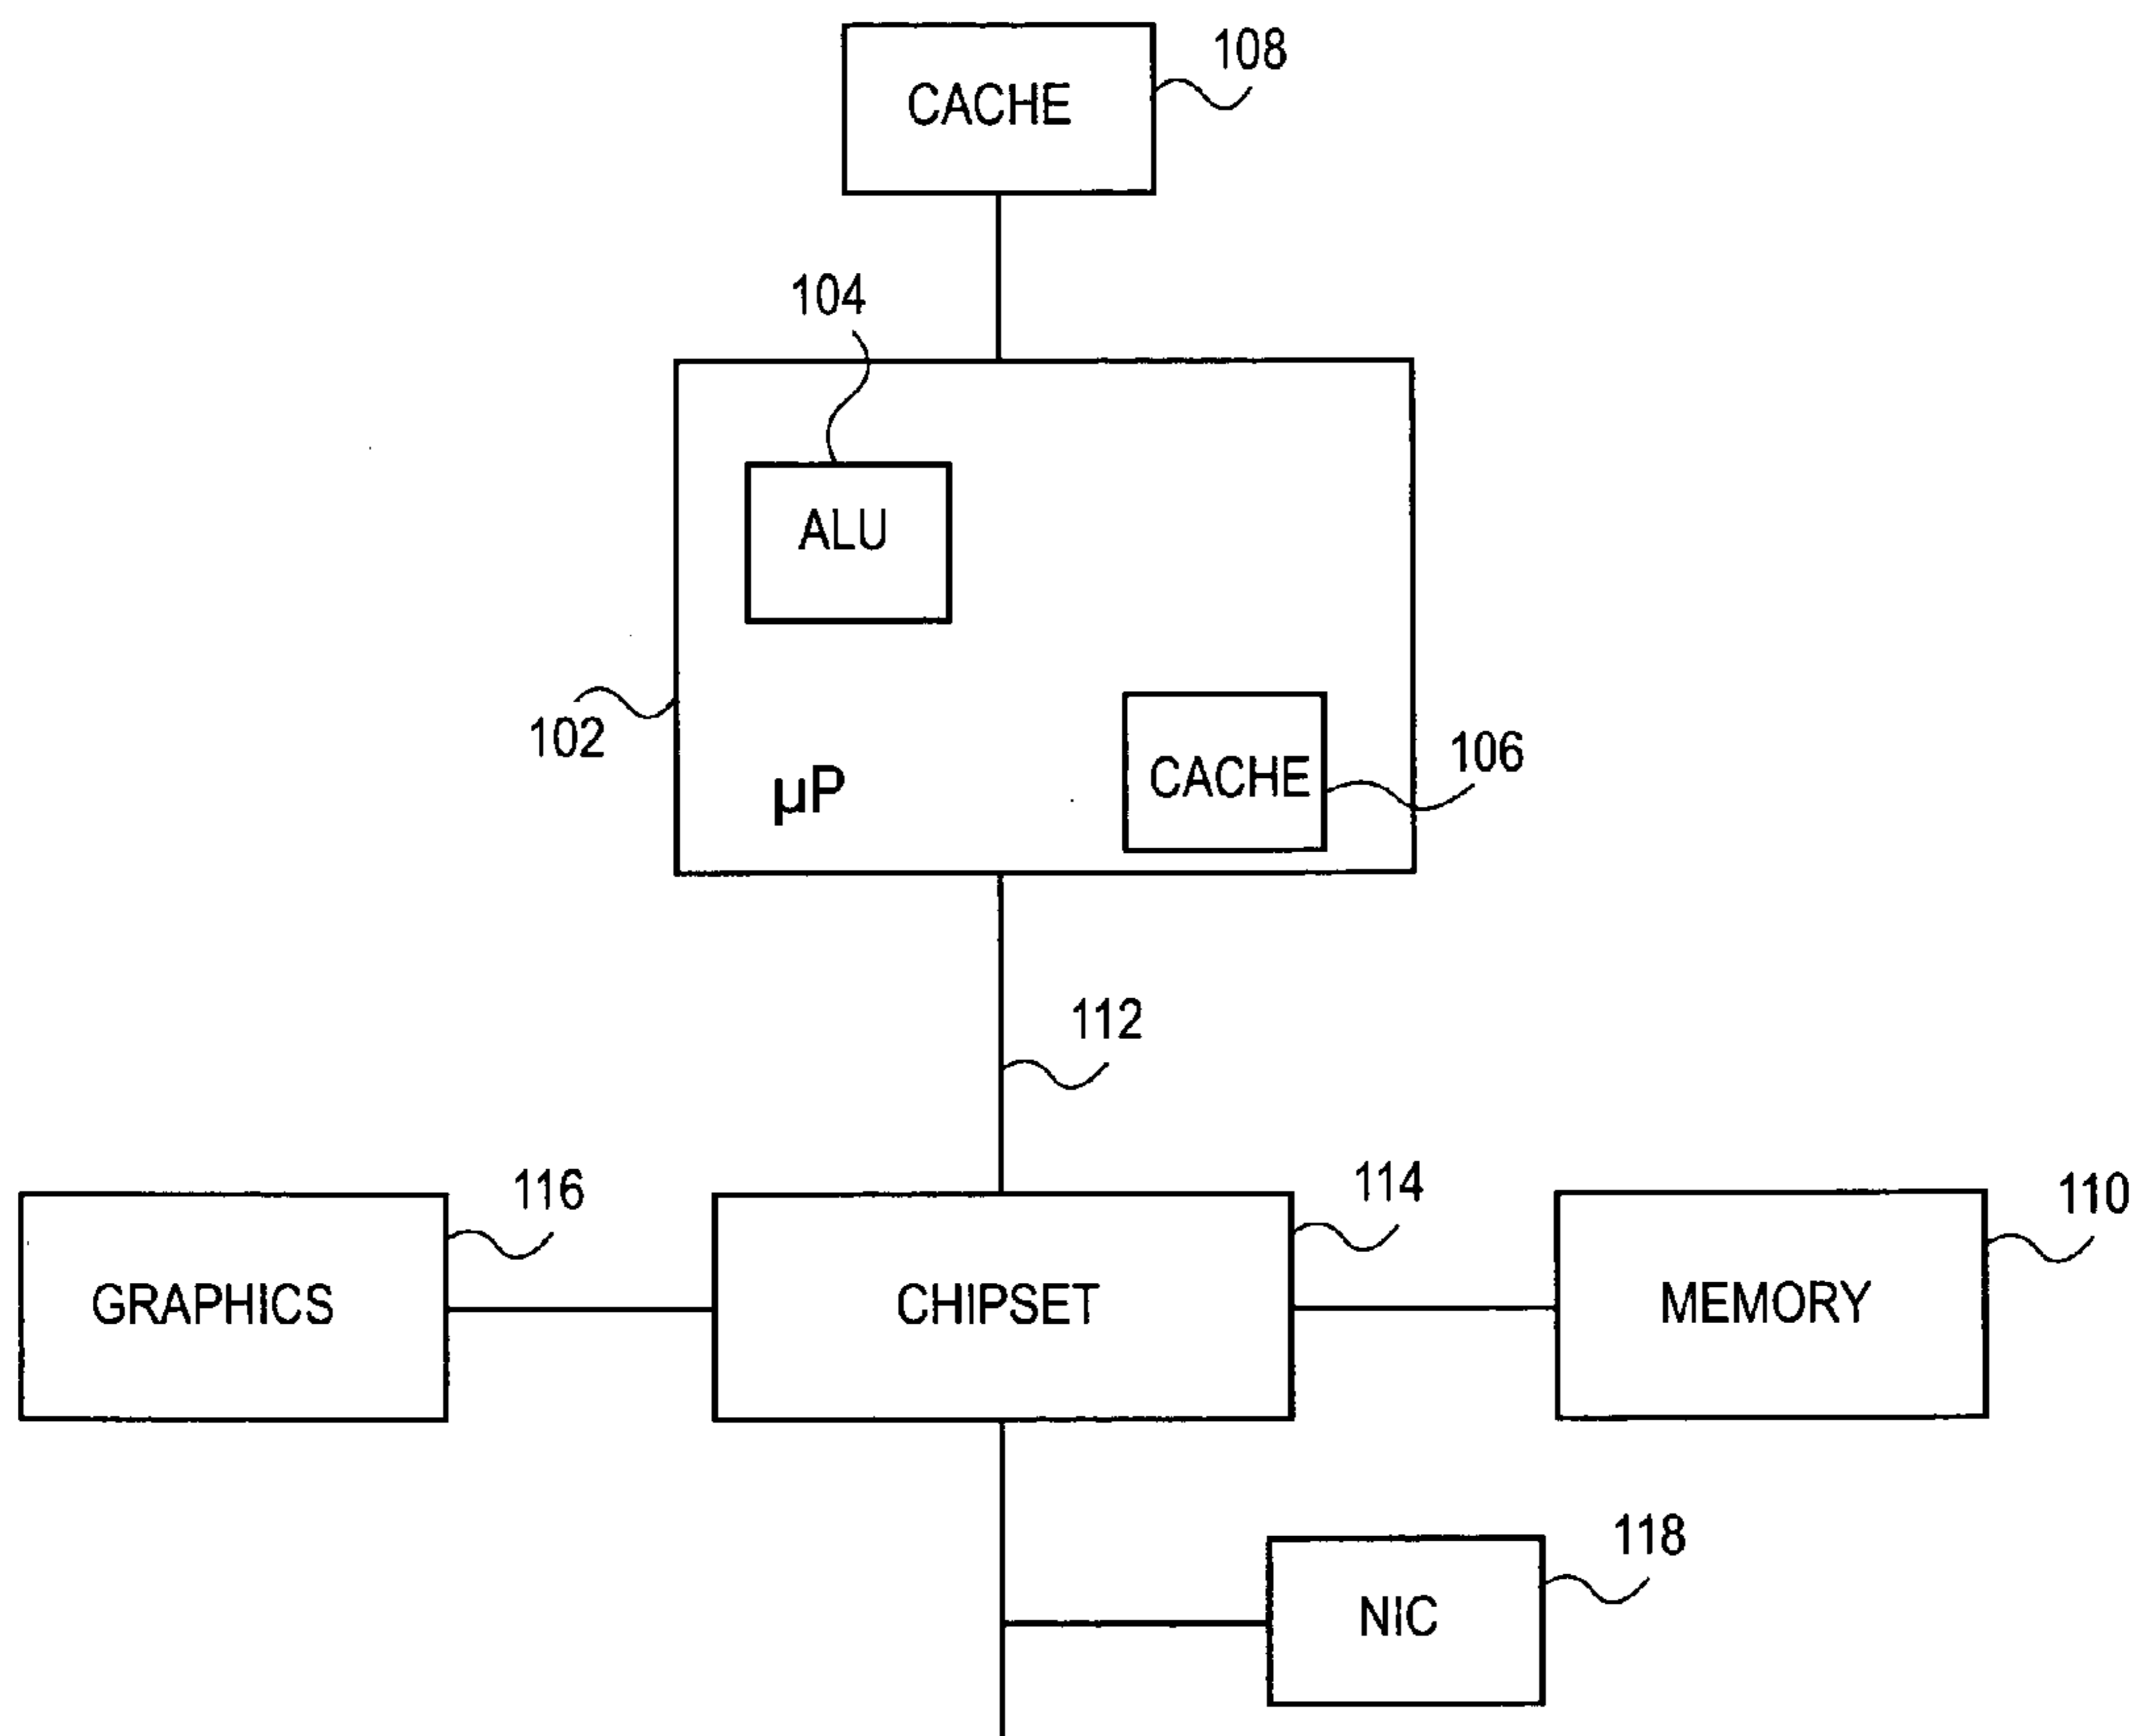 108
CACHE
104
ALU
102
µP
CACHE
106
112
116
114
110
GRAPHICS
CHIPSET
MEMORY
118
NIC